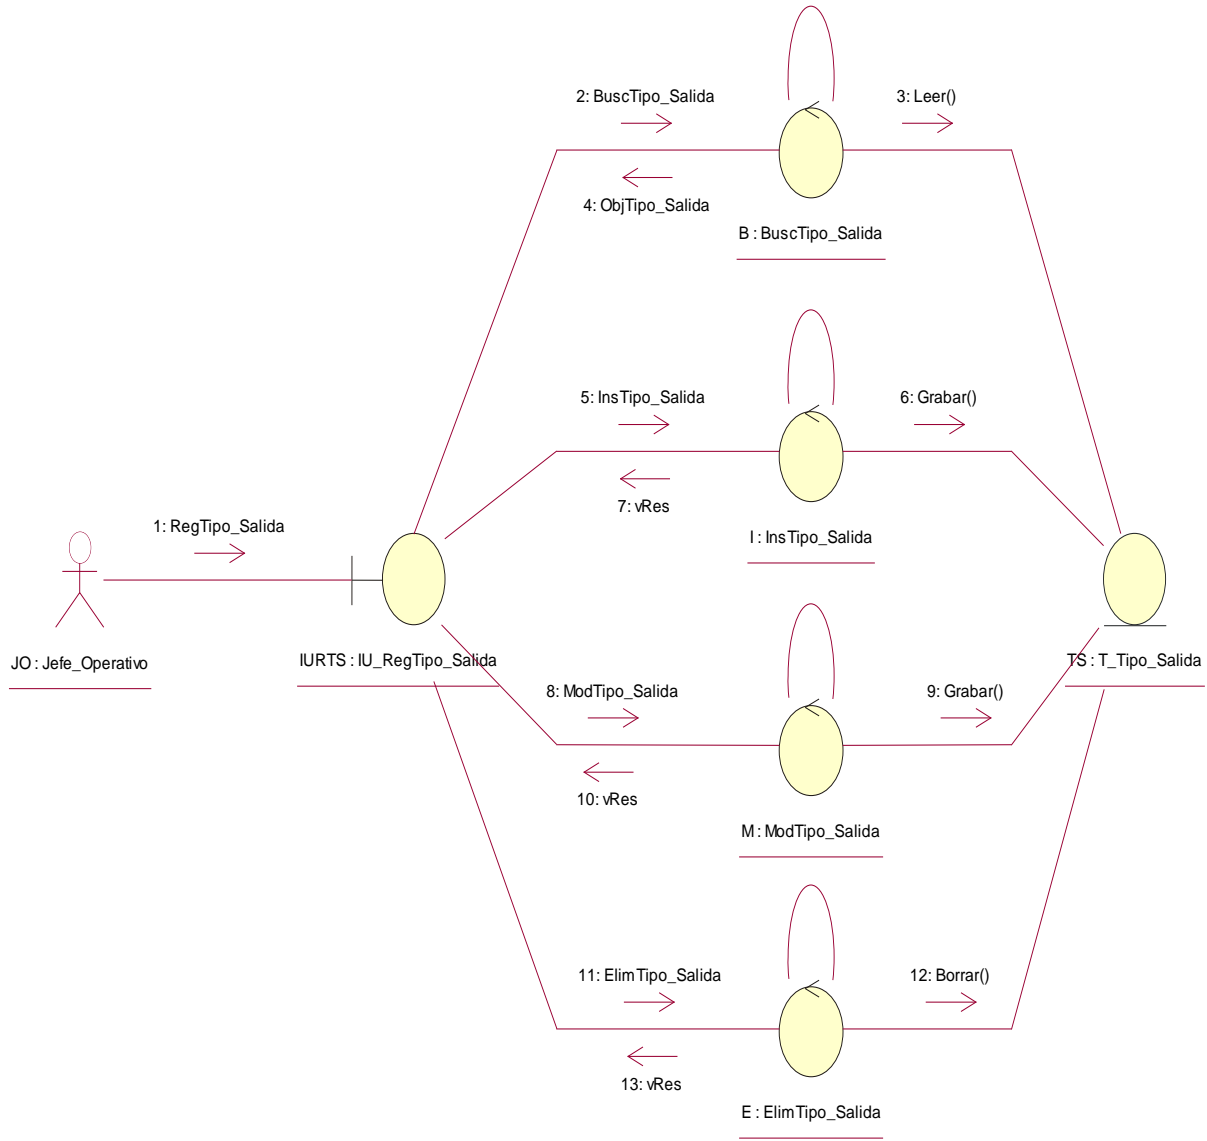 2: BuscTipo_Salida
3: Leer()
4: ObjTipo_Salida
B : BuscTipo_Salida
5: InsTipo_Salida
6: Grabar()
7: vRes
I : InsTipo_Salida
1: RegTipo_Salida
JO : Jefe_Operativo
IURTS : IU_RegTipo_Salida
TS : T_Tipo_Salida
8: ModTipo_Salida
9: Grabar()
10: vRes
M : ModTipo_Salida
11: ElimTipo_Salida
12: Borrar()
13: vRes
E : ElimTipo_Salida